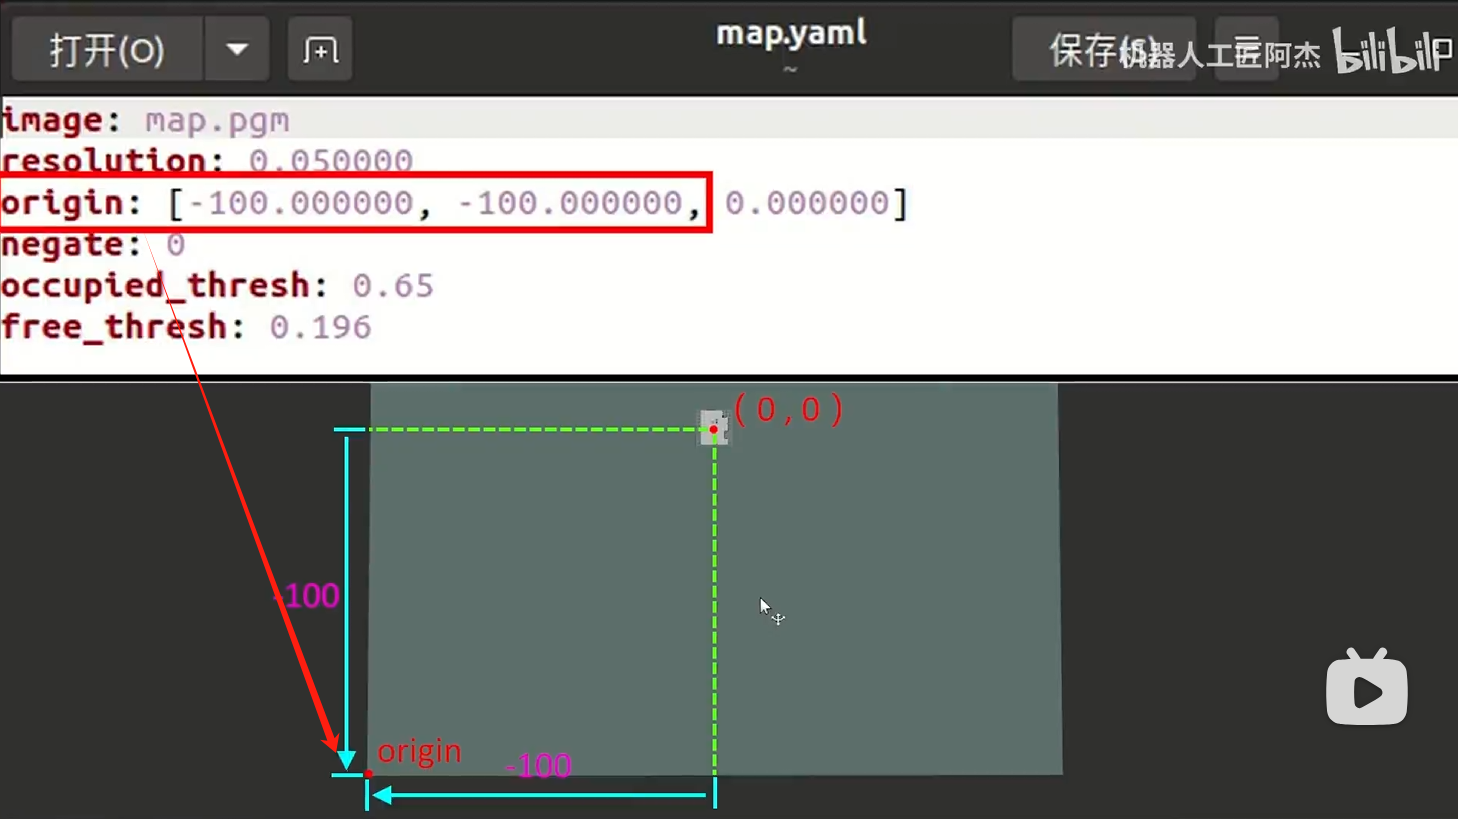 打开(O)
map.yaml
~
保存(S)
机器人工匠阿杰 bilibili
image: map.pgm
resolution: 0.050000
origin: [-100.000000, -100.000000, 0.000000]
negate: 0
occupied_thresh: 0.65
free_thresh: 0.196
(0,0)
-100
origin
-100